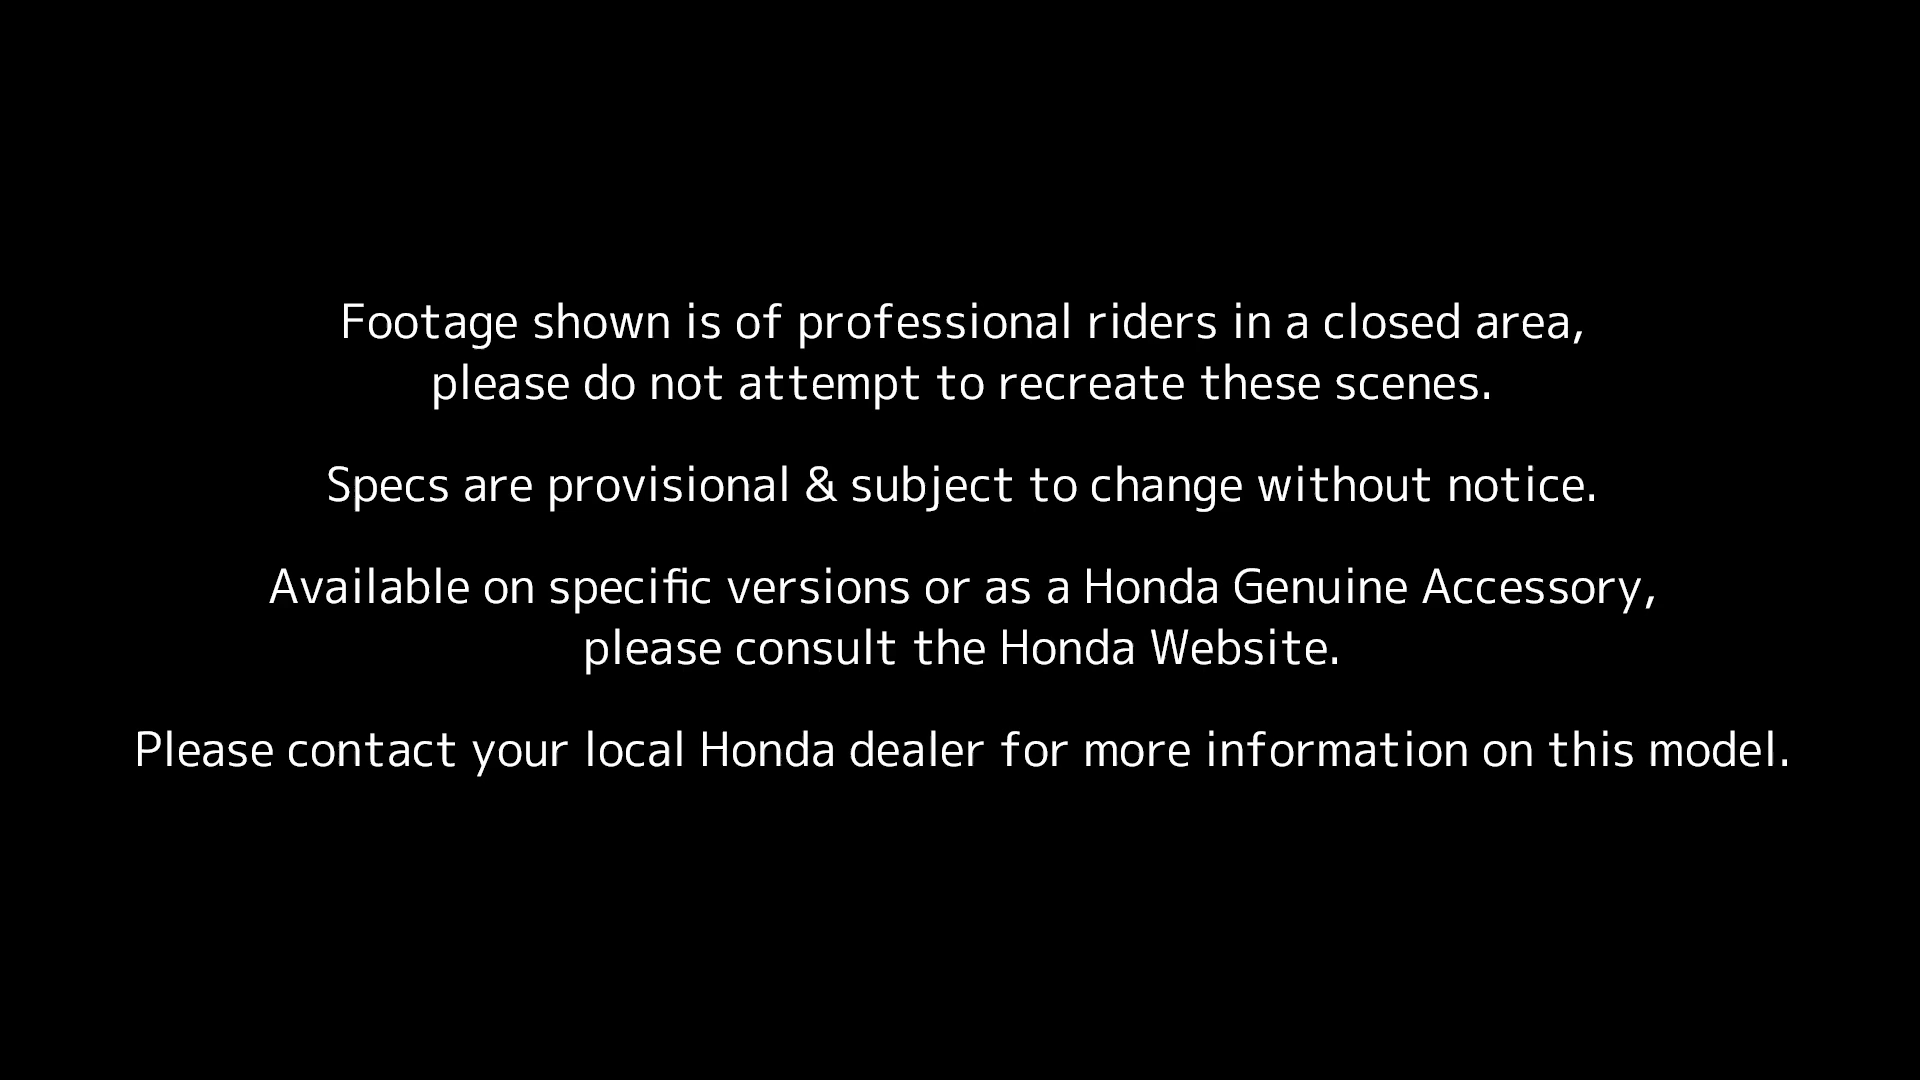 Footage shown is of professional riders in a closed area,
please do not attempt to recreate these scenes.
Specs are provisional & subject to change without notice.
Available on specific versions or as a Honda Genuine Accessory,
please consult the Honda Website.
Please contact your local Honda dealer for more information on this model.